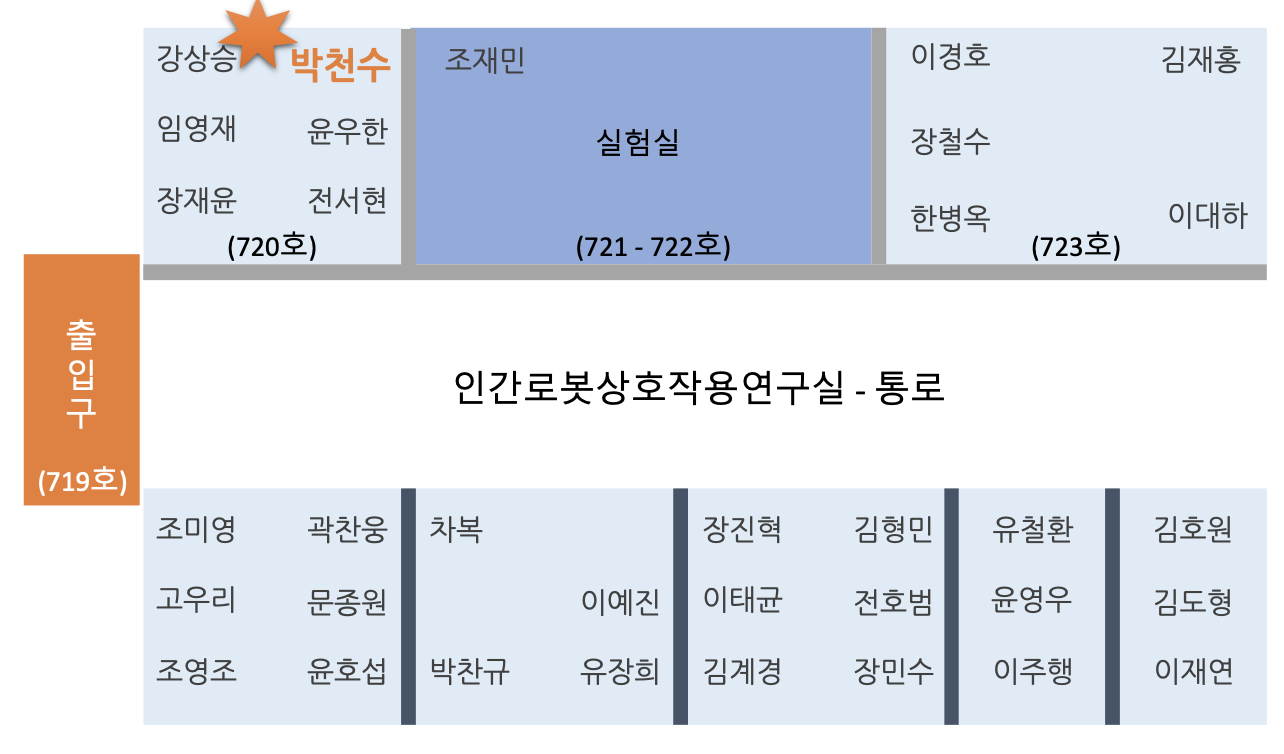 강상승 박천수
임영재 윤우한
장재윤 전서현
(720호)
조재민
실험실
(721 - 722호)
이경호 김재홍
장철수
한병옥 이대하
(723호)
출
입
구
(719호)
인간로봇상호작용연구실 - 통로
조미영 곽찬웅
고우리 문종원
조영조 윤호섭
차복
이예진
박찬규 유장희
장진혁 김형민
이태균 전호범
김계경 장민수
유철환
윤영우
이주행
김호원
김도형
이재연